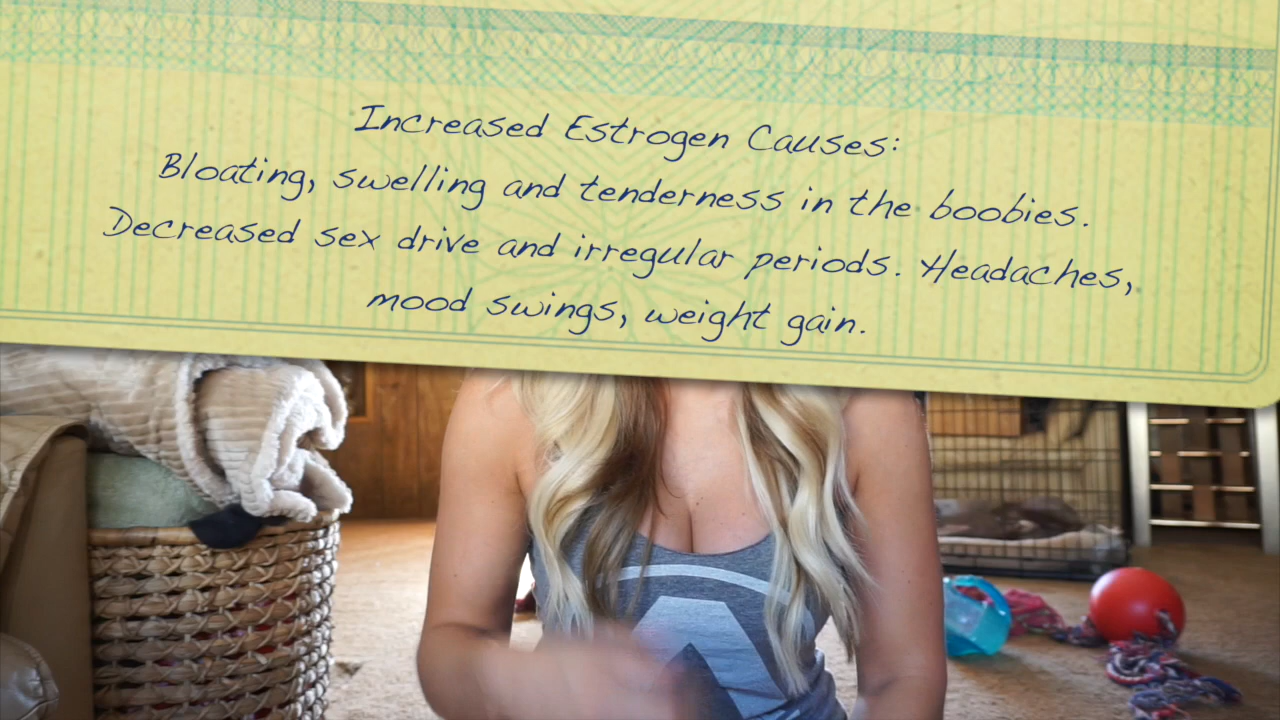 Increased Estrogen Causes:
Bloating, swelling and tenderness in the boobies.
Decreased sex drive and irregular periods. Headaches,
mood swings, weight gain.